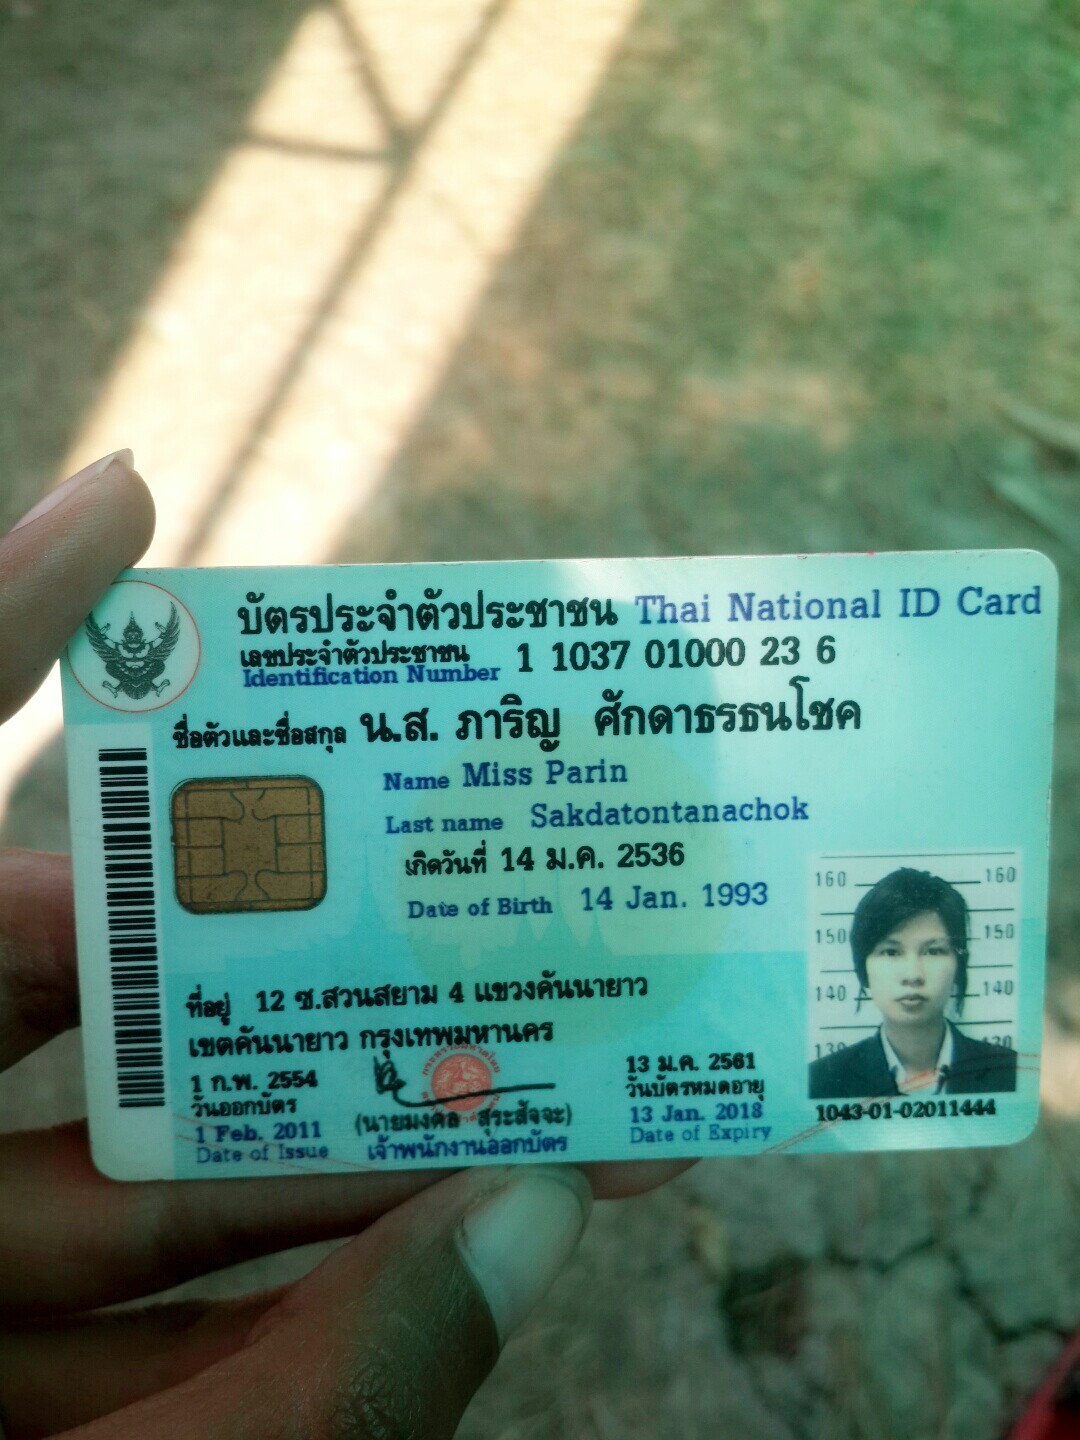 บัตรประจำตัวประชาชน Thai National ID Card
เลขประจำตัวประชาชน
Identification Number 1 1037 01000 23 6
ชื่อตัวและชื่อสกุล น.ส. ภาริญ ศักดาธรธนโชค
Name Miss Parin
Last name Sakdatontanachok
เกิดวันที่ 14 ม.ค. 2536
Date of Birth 14 Jan. 1993
160 160
150 150
140 140
130 130
ที่อยู่ 12 ซ.สวนสยาม 4 แขวงคันนายาว
เขตคันนายาว กรุงเทพมหานคร
1 ก.พ. 2554
วันออกบัตร
1 Feb. 2011
Date of Issue
(นายมงคล สุระสัจจะ)
เจ้าพนักงานออกบัตร
13 ม.ค. 2561
วันบัตรหมดอายุ
13 Jan. 2018
Date of Expiry
1043-01-02011444